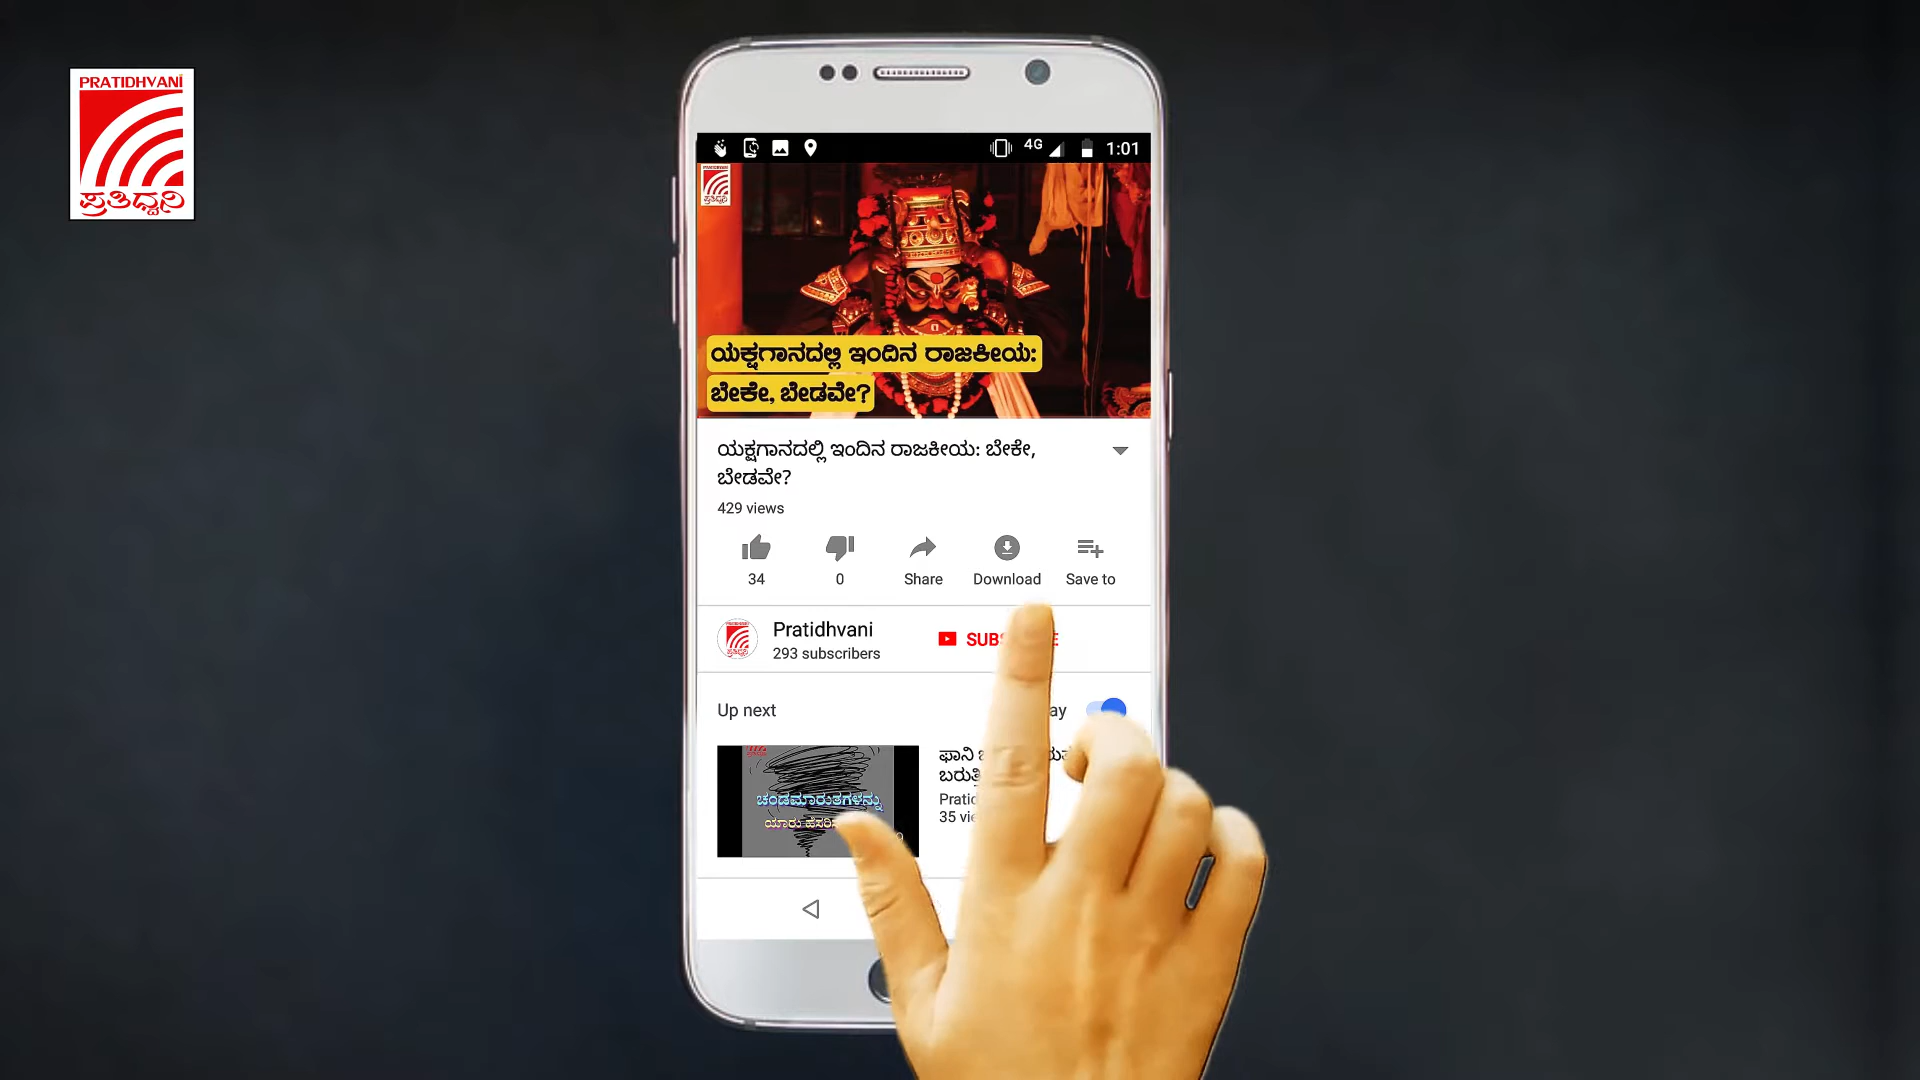 PRATIDHVANI
ಪ್ರತಿಧ್ವನಿ
4G 1:01
ಯಕ್ಷಗಾನದಲ್ಲಿ ಇಂದಿನ ರಾಜಕೀಯ:
ಬೇಕೇ, ಬೇಡವೇ?
ಯಕ್ಷಗಾನದಲ್ಲಿ ಇಂದಿನ ರಾಜಕೀಯ: ಬೇಕೇ,
ಬೇಡವೇ?
429 views
34 0 Share Download Save to
Pratidhvani
293 subscribers
Up next
ಫಾನಿ
ಚಂಡಮಾರುತಗಳನ್ನು
ಯಾರು
35